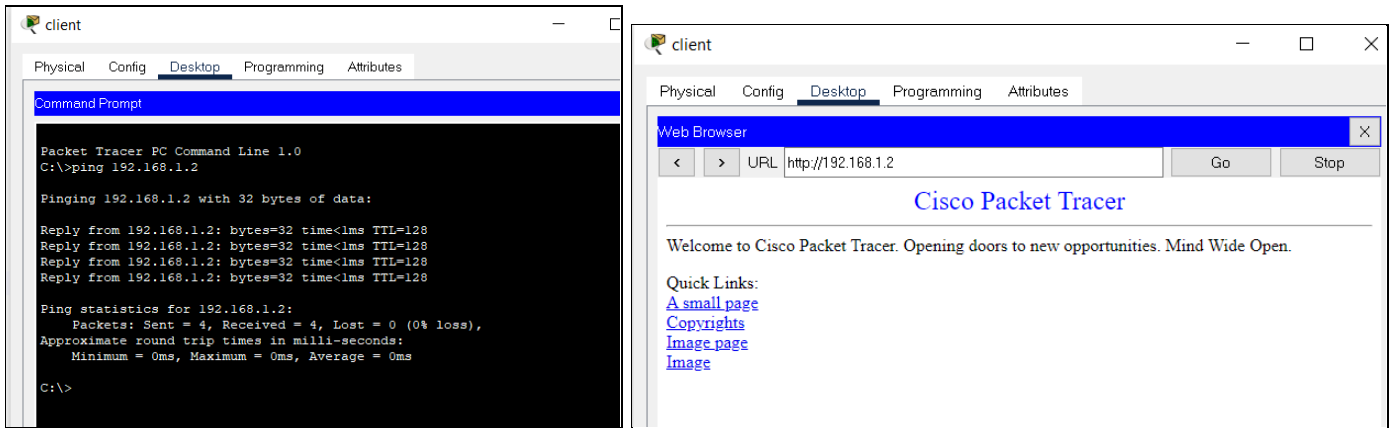 client
Physical Config Desktop Programming Attributes
Command Prompt
Packet Tracer PC Command Line 1.0
C:\>ping 192.168.1.2
Pinging 192.168.1.2 with 32 bytes of data:
Reply from 192.168.1.2: bytes=32 time<1ms TTL=128
Reply from 192.168.1.2: bytes=32 time<1ms TTL=128
Reply from 192.168.1.2: bytes=32 time<1ms TTL=128
Reply from 192.168.1.2: bytes=32 time<1ms TTL=128
Ping statistics for 192.168.1.2:
Packets: Sent = 4, Received = 4, Lost = 0 (0% loss),
Approximate round trip times in milli-seconds:
Minimum = 0ms, Maximum = 0ms, Average = 0ms
C:\>
client
Physical Config Desktop Programming Attributes
Web Browser X
< > URL http://192.168.1.2 Go Stop
Cisco Packet Tracer
Welcome to Cisco Packet Tracer. Opening doors to new opportunities. Mind Wide Open.
Quick Links:
A small page
Copyrights
Image page
Image